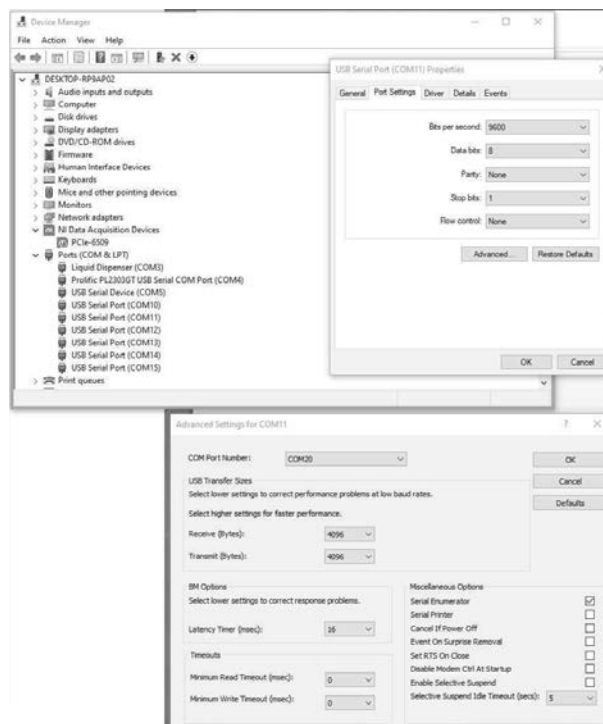 Device Manager
File Action View Help
DESKTOP-RP9AP02
Audio inputs and outputs
Computer
Disk drives
Display adapters
DVD/CD-ROM drives
Firmware
Human Interface Devices
Keyboards
Mice and other pointing devices
Monitors
Network adapters
NI Data Acquisition Devices
PCIe-6509
Ports (COM & LPT)
Liquid Dispenser (COM3)
Prolific PL2303GT USB Serial COM Port (COM4)
USB Serial Device (COM5)
USB Serial Port (COM10)
USB Serial Port (COM11)
USB Serial Port (COM12)
USB Serial Port (COM13)
USB Serial Port (COM14)
USB Serial Port (COM15)
Print queues
USB Serial Port (COM11) Properties
General Port Settings Driver Details Events
Bits per second: 9600
Data bits: 8
Parity: None
Stop bits: 1
Flow control: None
Advanced... Restore Defaults
OK Cancel
Advanced Settings for COM11 ?
COM Port Number: COM20 OK
USB Transfer Sizes Cancel
Select lower settings to correct performance problems at low baud rates. Defaults
Select higher settings for faster performance.
Receive (Bytes): 4096
Transmit (Bytes): 4096
BM Options
Select lower settings to correct response problems.
Latency Timer (msec): 16
Timeouts
Minimum Read Timeout (msec): 0
Minimum Write Timeout (msec): 0
Miscellaneous Options
Serial Enumerator
Serial Printer
Cancel If Power Off
Event On Surprise Removal
Set RTS On Close
Disable Modem Ctrl At Startup
Enable Selective Suspend
Selective Suspend Idle Timeout (secs): 5